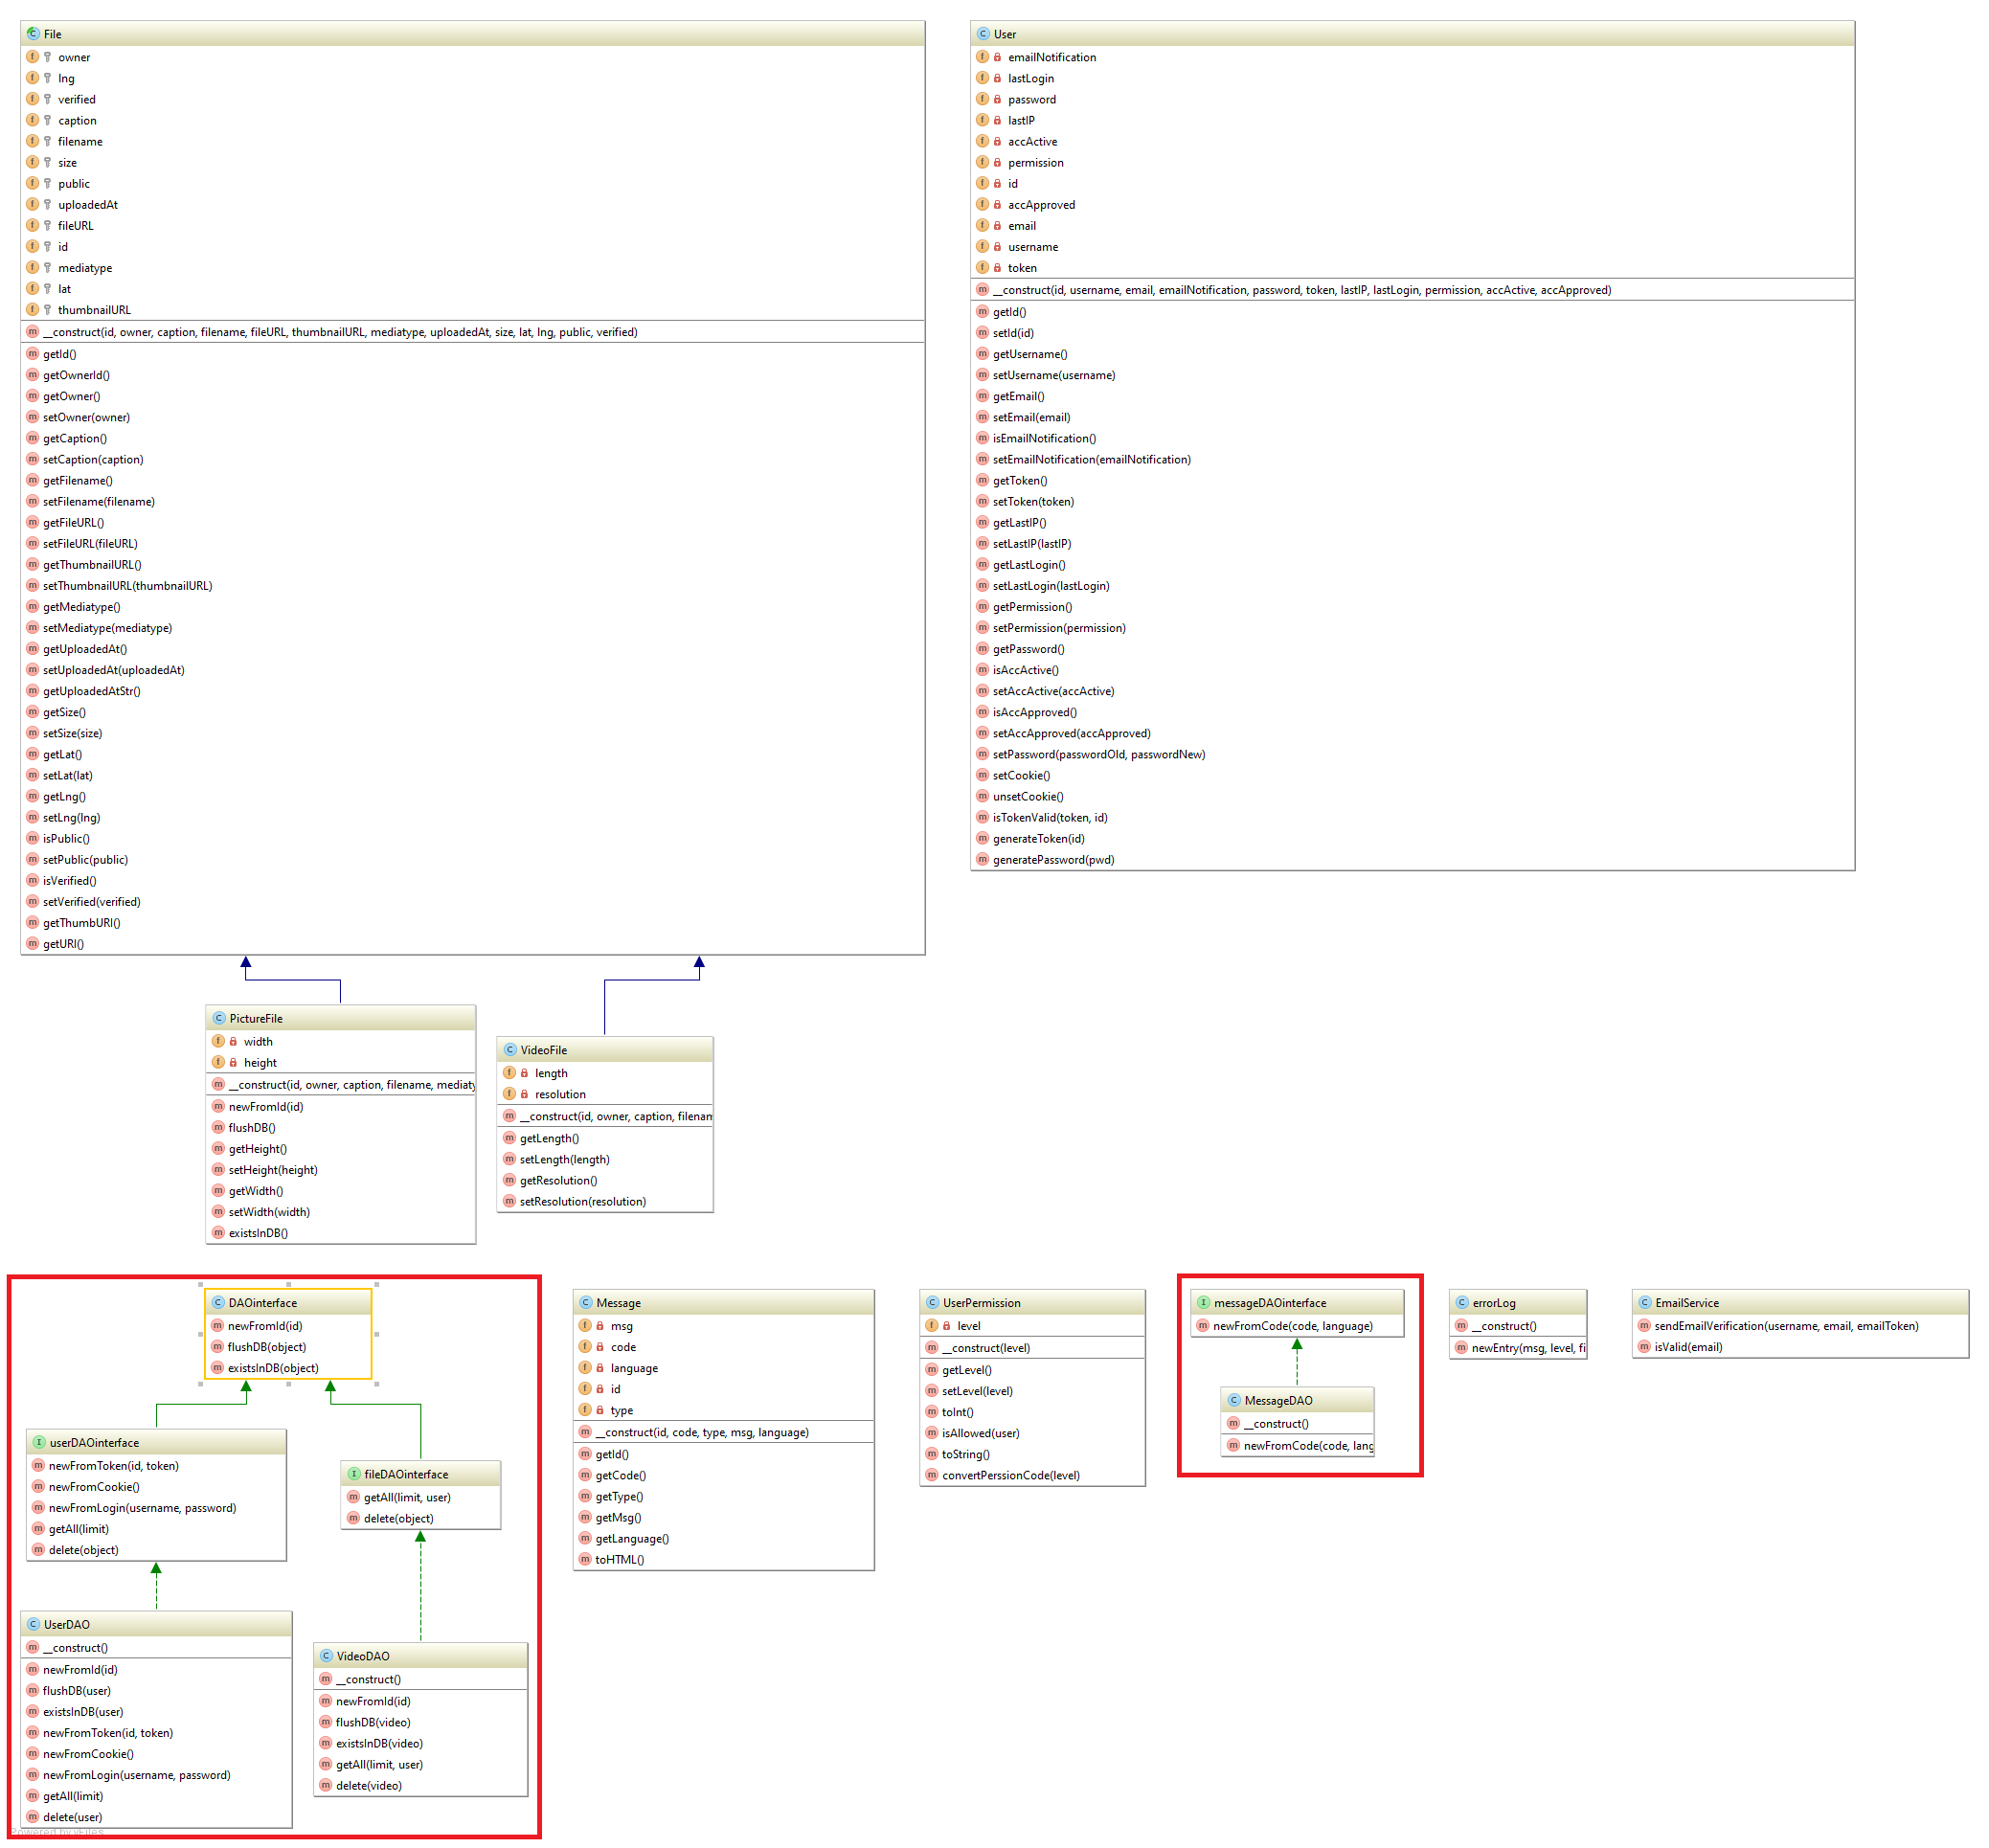 File
owner
lng
verified
caption
filename
size
public
uploadedAt
fileURL
id
mediatype
lat
thumbnailURL
__construct(id, owner, caption, filename, fileURL, thumbnailURL, mediatype, uploadedAt, size, lat, lng, public, verified)
getId()
getOwnerId()
getOwner()
setOwner(owner)
getCaption()
setCaption(caption)
getFilename()
setFilename(filename)
getFileURL()
setFileURL(fileURL)
getThumbnailURL()
setThumbnailURL(thumbnailURL)
getMediatype()
setMediatype(mediatype)
getUploadedAt()
setUploadedAt(uploadedAt)
getUploadedAtStr()
getSize()
setSize(size)
getLat()
setLat(lat)
getLng()
setLng(lng)
isPublic()
setPublic(public)
isVerified()
setVerified(verified)
getThumbURI()
getURI()
User
emailNotification
lastLogin
password
lastIP
accActive
permission
id
accApproved
email
username
token
__construct(id, username, email, emailNotification, password, token, lastIP, lastLogin, permission, accActive, accApproved)
getId()
setId(id)
getUsername()
setUsername(username)
getEmail()
setEmail(email)
isEmailNotification()
setEmailNotification(emailNotification)
getToken()
setToken(token)
getLastIP()
setLastIP(lastIP)
getLastLogin()
setLastLogin(lastLogin)
getPermission()
setPermission(permission)
getPassword()
isAccActive()
setAccActive(accActive)
isAccApproved()
setAccApproved(accApproved)
setPassword(passwordOld, passwordNew)
setCookie()
unsetCookie()
isTokenValid(token, id)
generateToken(id)
generatePassword(pwd)
PictureFile
width
height
__construct(id, owner, caption, filename, mediaty
newFromId(id)
flushDB()
getHeight()
setHeight(height)
getWidth()
setWidth(width)
existsInDB()
VideoFile
length
resolution
__construct(id, owner, caption, filenam
getLength()
setLength(length)
getResolution()
setResolution(resolution)
DAOinterface
newFromId(id)
flushDB(object)
existsInDB(object)
userDAOinterface
newFromToken(id, token)
newFromCookie()
newFromLogin(username, password)
getAll(limit)
delete(object)
fileDAOinterface
getAll(limit, user)
delete(object)
UserDAO
__construct()
newFromId(id)
flushDB(user)
existsInDB(user)
newFromToken(id, token)
newFromCookie()
newFromLogin(username, password)
getAll(limit)
delete(user)
VideoDAO
__construct()
newFromId(id)
flushDB(video)
existsInDB(video)
getAll(limit, user)
delete(video)
Message
msg
code
language
id
type
__construct(id, code, type, msg, language)
getId()
getCode()
getType()
getMsg()
getLanguage()
toHTML()
UserPermission
level
__construct(level)
getLevel()
setLevel(level)
toInt()
isAllowed(user)
toString()
convertPerssionCode(level)
messageDAOinterface
newFromCode(code, language)
MessageDAO
__construct()
newFromCode(code, lang
errorLog
__construct()
newEntry(msg, level, fi
EmailService
sendEmailVerification(username, email, emailToken)
isValid(email)
Powered by yFiles